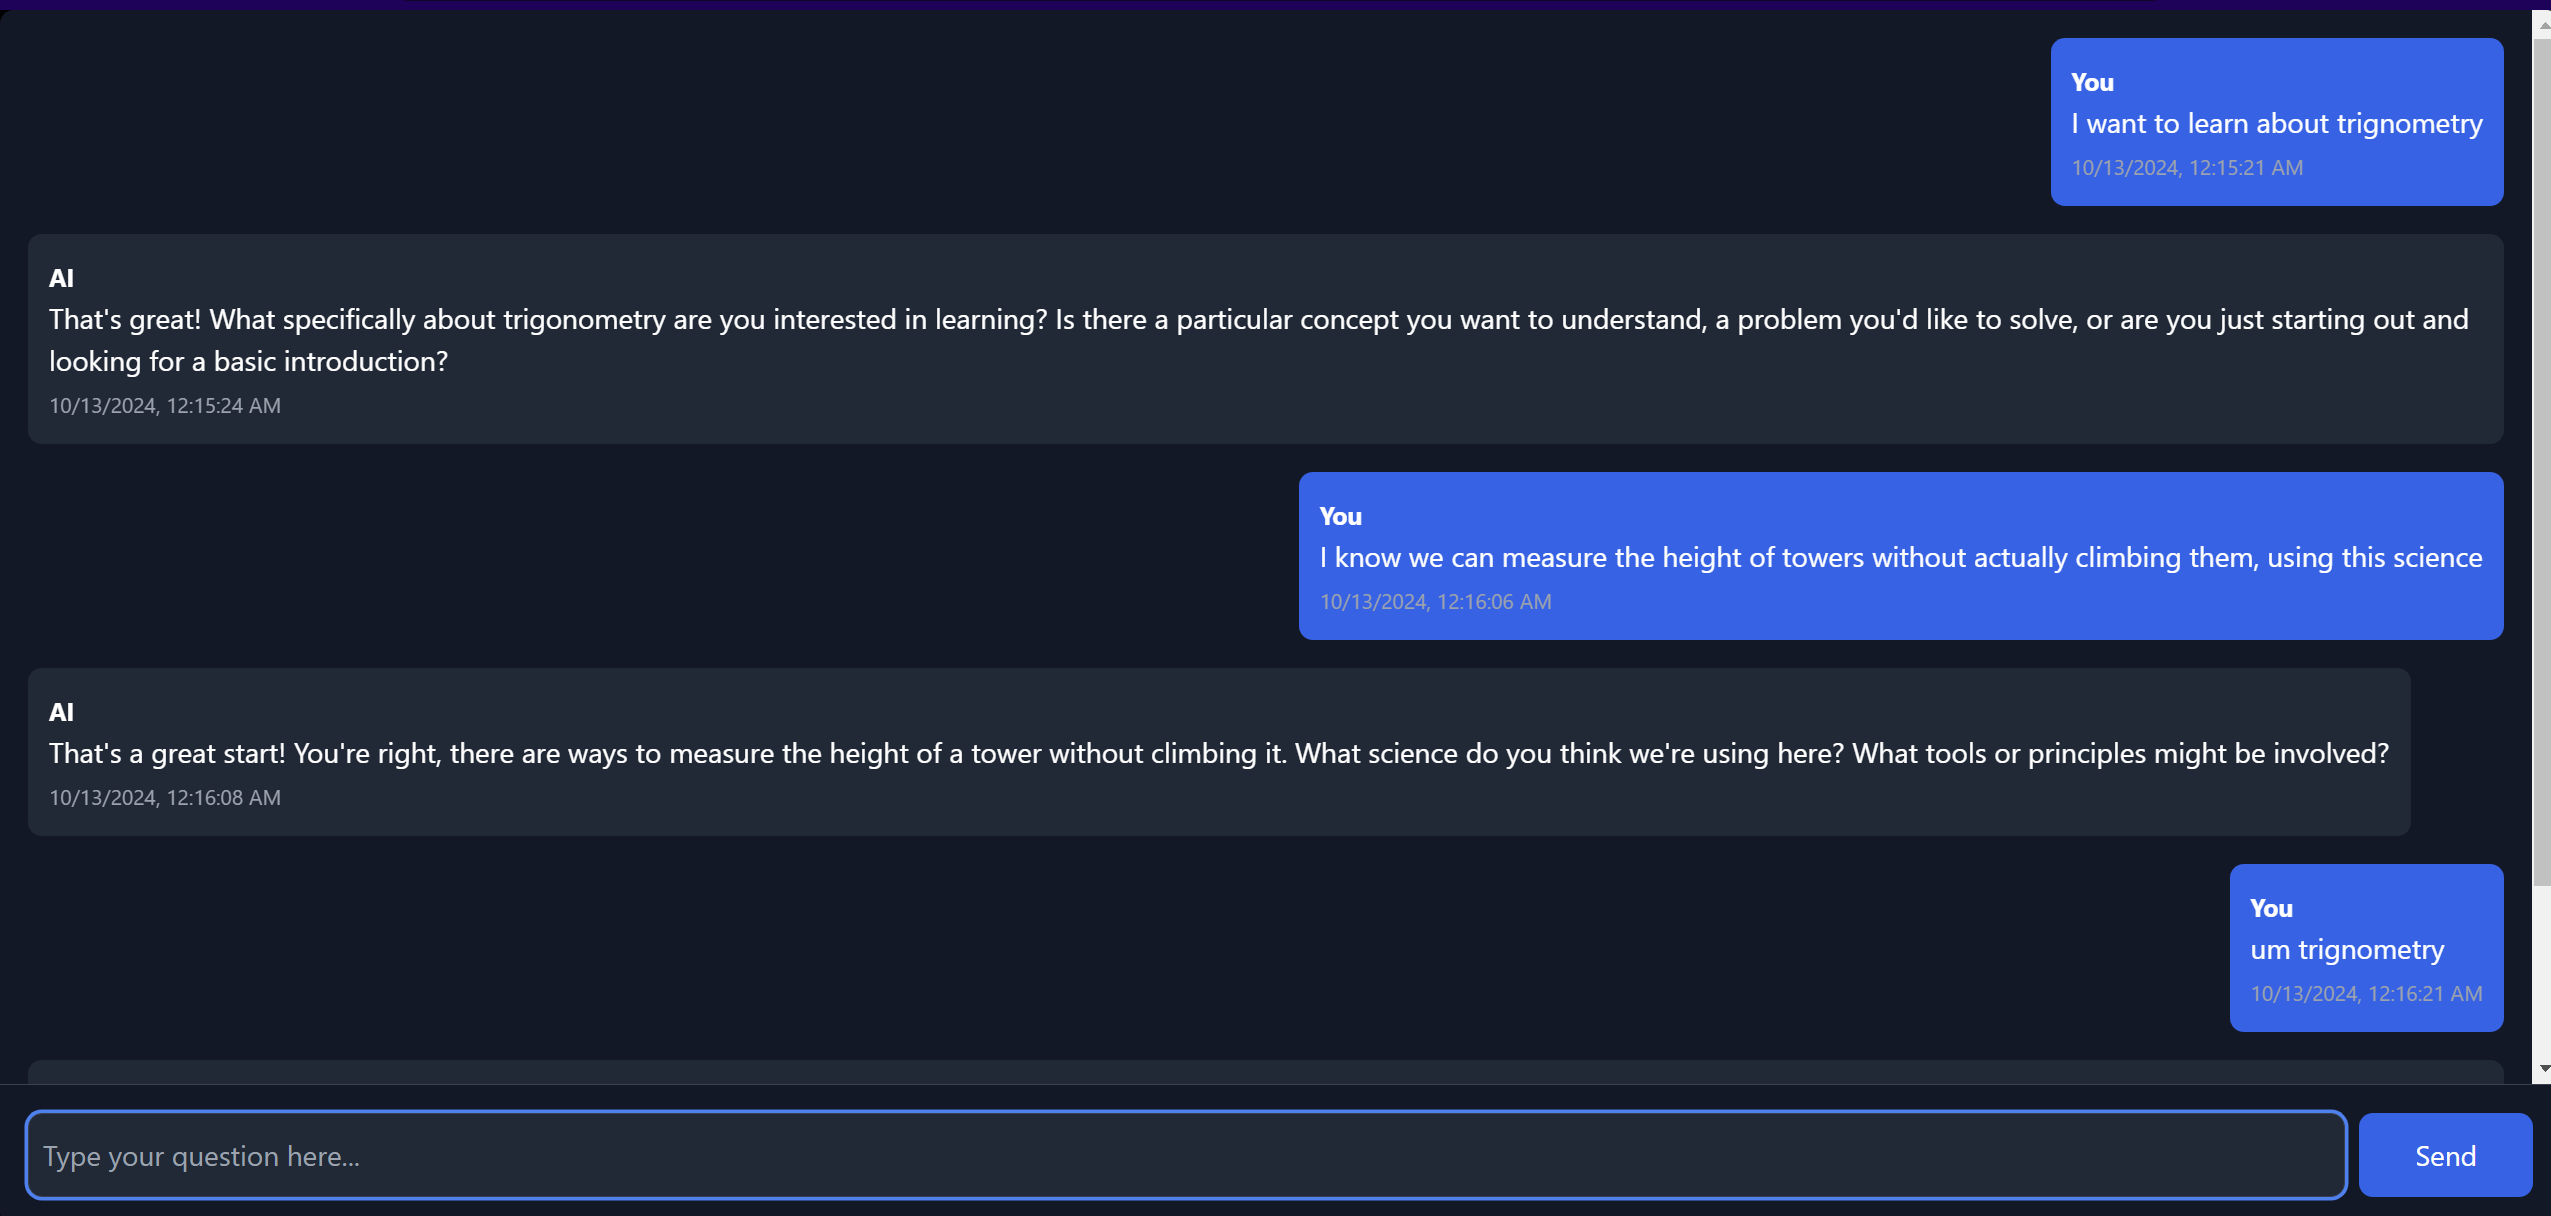 You
I want to learn about trignometry
10/13/2024, 12:15:21 AM
AI
That's great! What specifically about trigonometry are you interested in learning? Is there a particular concept you want to understand, a problem you'd like to solve, or are you just starting out and
looking for a basic introduction?
10/13/2024, 12:15:24 AM
You
I know we can measure the height of towers without actually climbing them, using this science
10/13/2024, 12:16:06 AM
AI
That's a great start! You're right, there are ways to measure the height of a tower without climbing it. What science do you think we're using here? What tools or principles might be involved?
10/13/2024, 12:16:08 AM
You
um trignometry
10/13/2024, 12:16:21 AM
Type your question here...
Send